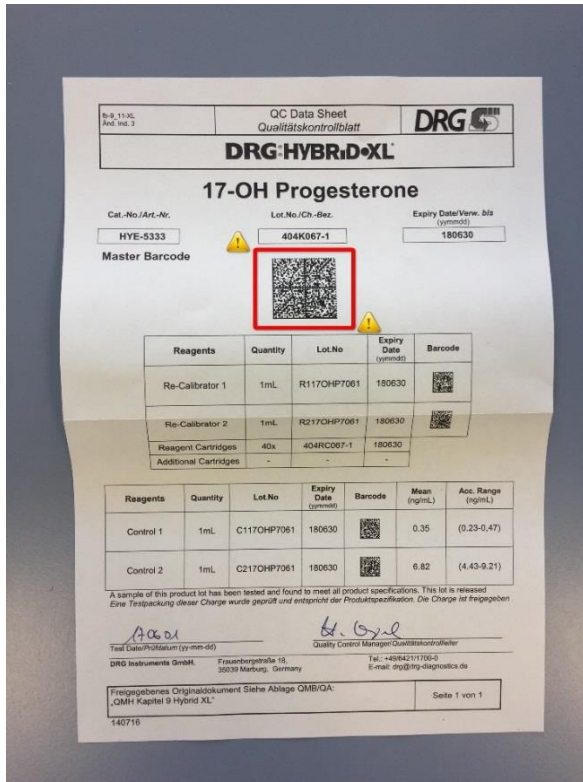 fb-9_11-XL
Änd. Ind. 3
QC Data Sheet
Qualitätskontrollblatt
DRG
DRG:HYBRiD•XL
17-OH Progesterone
Cat.-No./Art.-Nr. Lot.No./Ch.-Bez. Expiry Date/Verw. bis
(yymmdd)
HYE-5333 404K067-1 180630
Master Barcode
Reagents Quantity Lot.No Expiry Date (yymmdd) Barcode
Re-Calibrator 1 1mL R117OHP7061 180630
Re-Calibrator 2 1mL R217OHP7061 180630
Reagent Cartridges 40x 404RC067-1 180630
Additional Cartridges - - -
Reagents Quantity Lot.No Expiry Date (yymmdd) Barcode Mean (ng/mL) Acc. Range (ng/mL)
Control 1 1mL C117OHP7061 180630 0.35 (0.23-0,47)
Control 2 1mL C217OHP7061 180630 6.82 (4.43-9.21)
A sample of this product lot has been tested and found to meet all product specifications. This lot is released
Eine Testpackung dieser Charge wurde geprüft und entspricht der Produktspezifikation. Die Charge ist freigegeben
170601
Test Date/Prüfdatum (yy-mm-dd) Quality Control Manager/Qualitätskontrollleiter
DRG Instruments GmbH. Frauenbergstraße 18, Tel.: +49/6421/1700-0
35039 Marburg, Germany E-mail: drg@drg-diagnostics.de
Freigegebenes Originaldokument Siehe Ablage QMB/QA:
„QMH Kapitel 9 Hybrid XL" Seite 1 von 1
140716